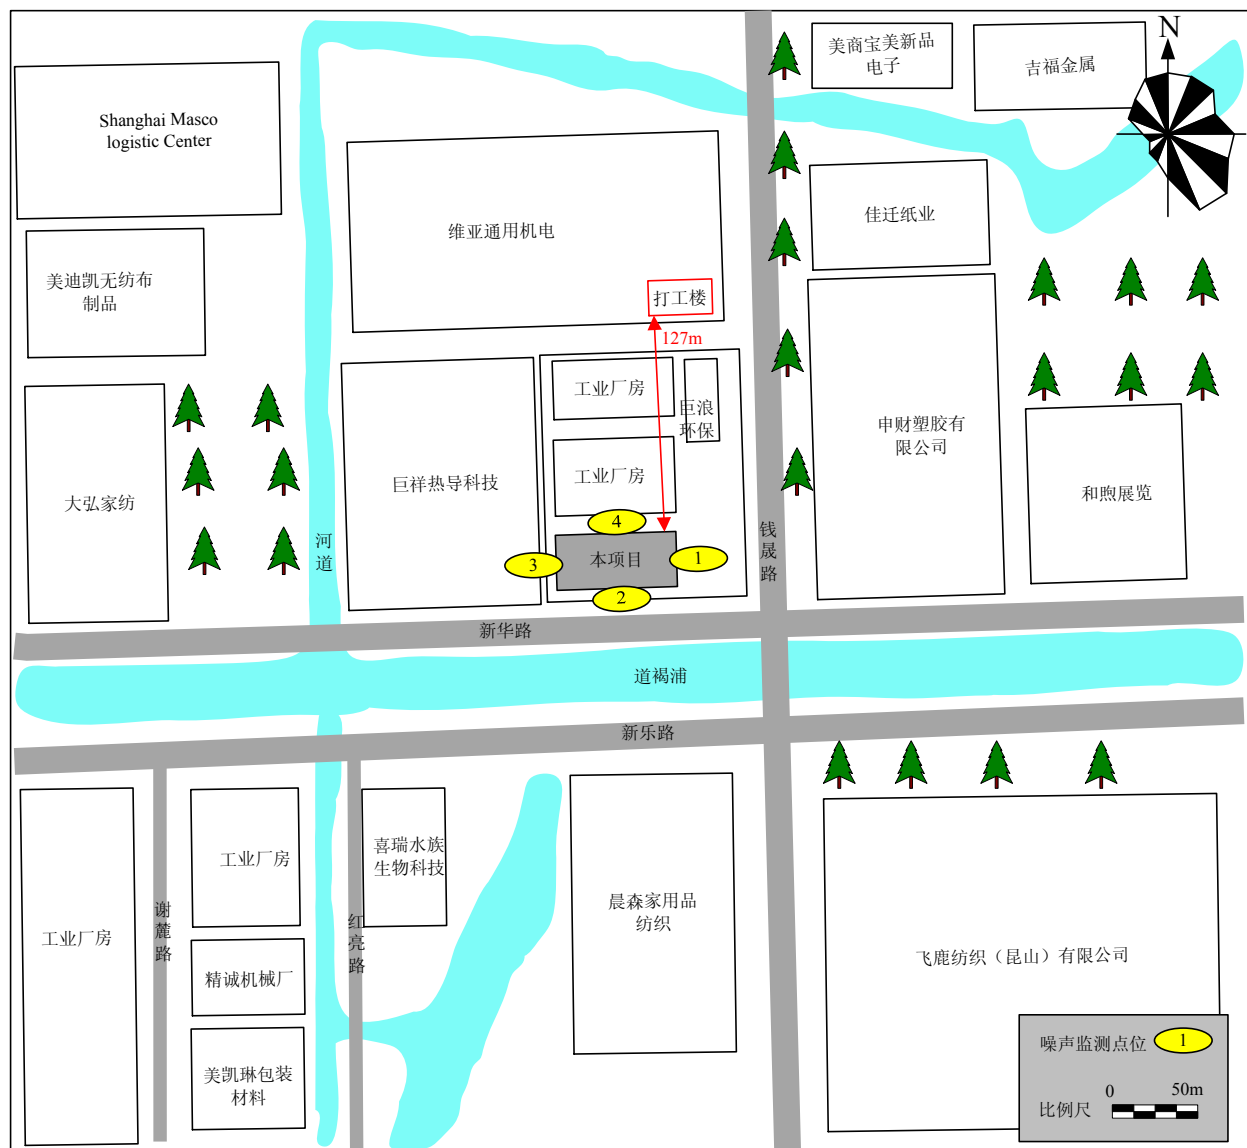 美商宝美新品
电子
吉福金属
N
Shanghai Masco
logistic Center
维亚通用机电
佳迁纸业
美迪凯无纺布
制品
打工楼
127m
工业厂房
巨浪
环保
申财塑胶有
限公司
巨祥热导科技
工业厂房
大弘家纺
和煦展览
4
钱
晟
路
河
道
3
本项目
1
2
新华路
道褐浦
新乐路
喜瑞水族
生物科技
工业厂房
晨森家用品
纺织
谢
麓
路
红
亮
路
工业厂房
飞鹿纺织（昆山）有限公司
精诚机械厂
美凯琳包装
材料
噪声监测点位
1
0
50m
比例尺